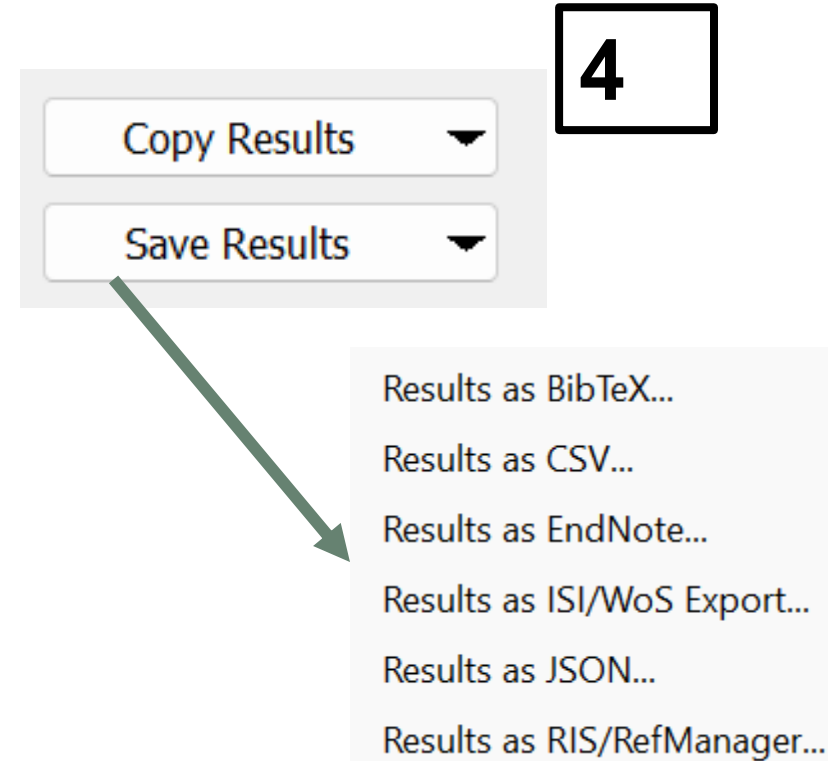 4
Copy Results
Save Results
Results as BibTeX...
Results as CSV...
Results as EndNote...
Results as ISI/WoS Export...
Results as JSON...
Results as RIS/RefManager...